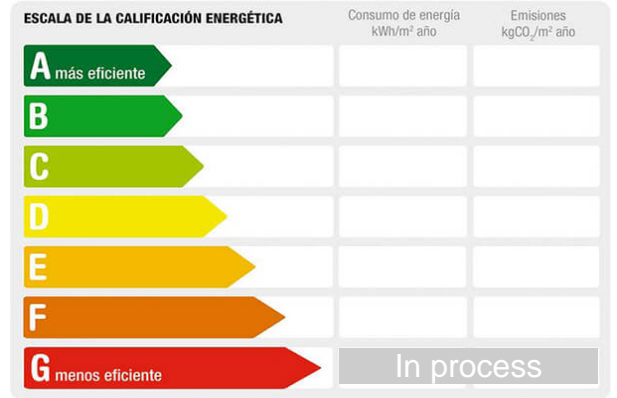 ESCALA DE LA CALIFICACIÓN ENERGÉTICA
Consumo de energía
kWh/m² año
Emisiones
kgCO₂/m² año
A más eficiente
B
C
D
E
F
G menos eficiente
In process